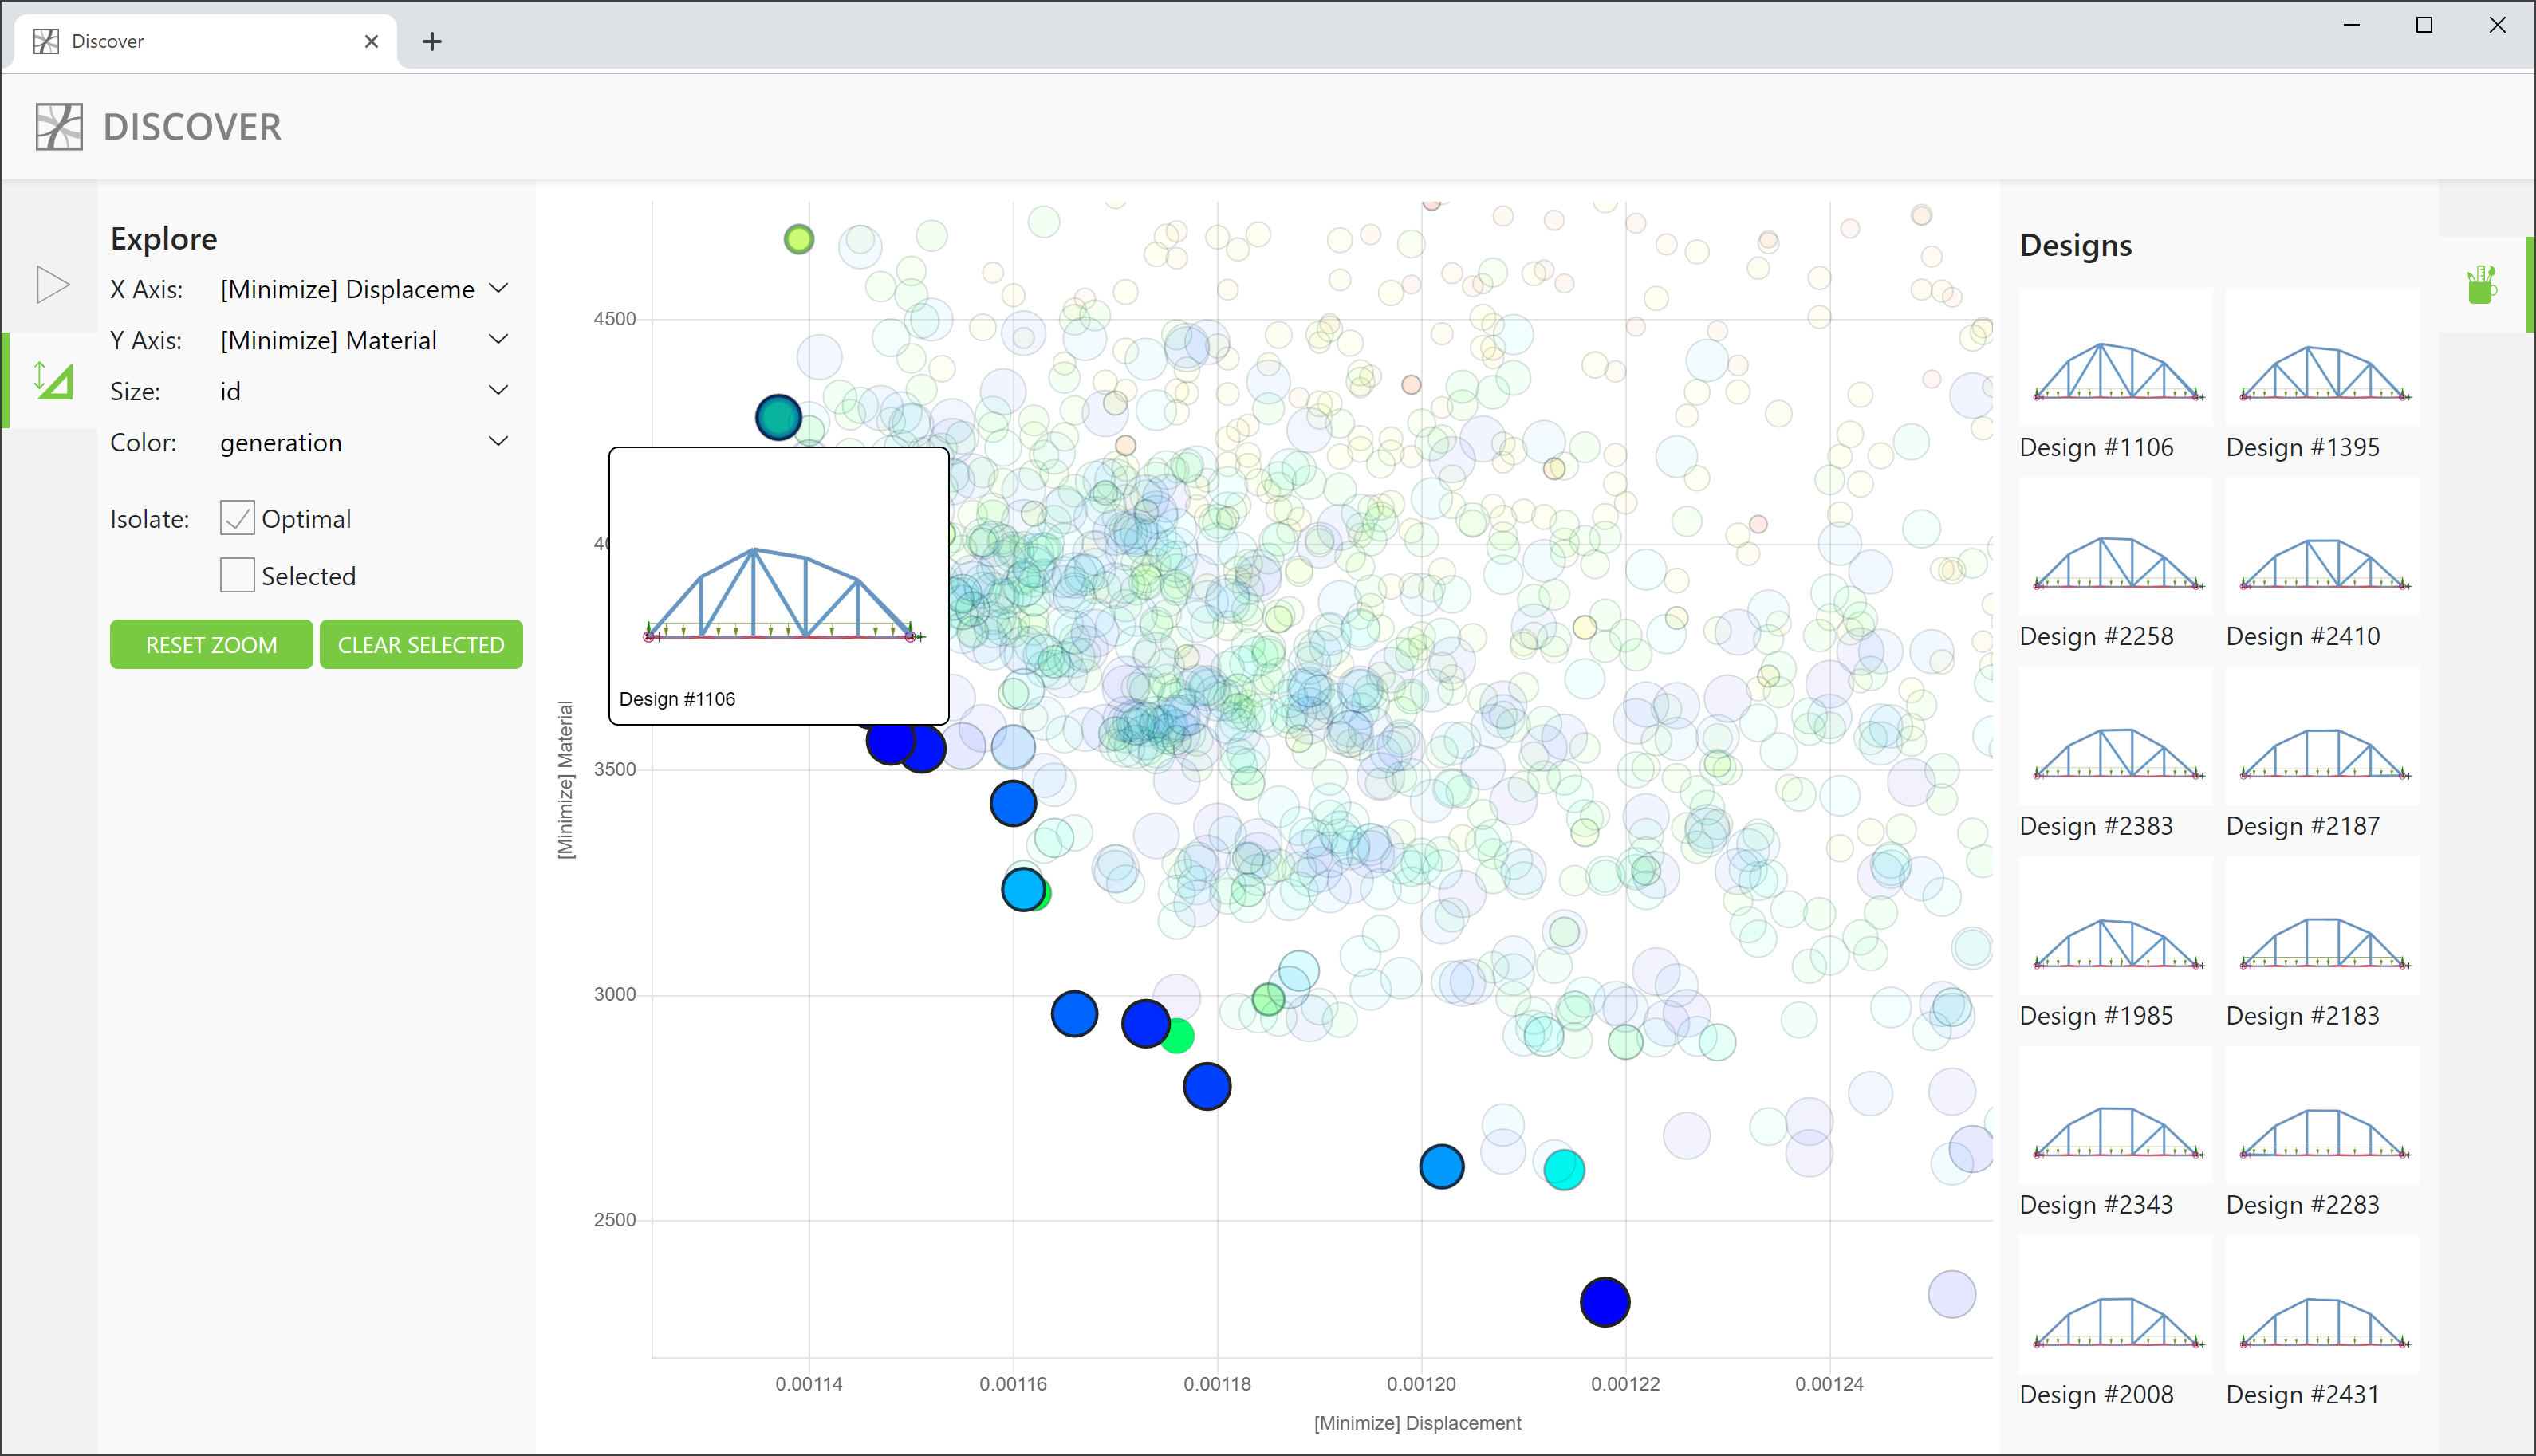 Discover
DISCOVER
Explore
X Axis: [Minimize] Displaceme
Y Axis: [Minimize] Material
Size: id
Color: generation
Isolate: Optimal
Selected
RESET ZOOM CLEAR SELECTED
[Minimize] Material
4500
40
3500
3000
2500
Design #1106
0.00114 0.00116 0.00118 0.00120 0.00122 0.00124
[Minimize] Displacement
Designs
Design #1106 Design #1395
Design #2258 Design #2410
Design #2383 Design #2187
Design #1985 Design #2183
Design #2343 Design #2283
Design #2008 Design #2431